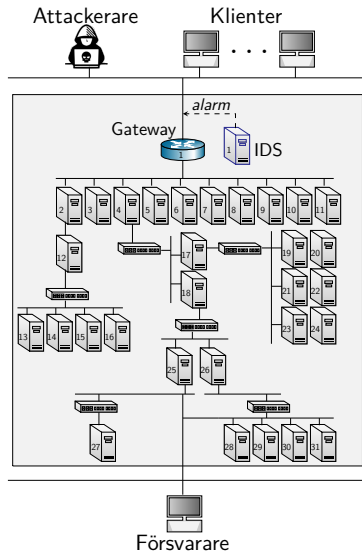 Attackerare Klienter
. . .
alarm
Gateway
1 1 IDS
2 3 4 5 6 7 8 9 10 11
12 17 19 20
18 21 22
13 14 15 16 23 24
25 26
27 28 29 30 31
Försvarare